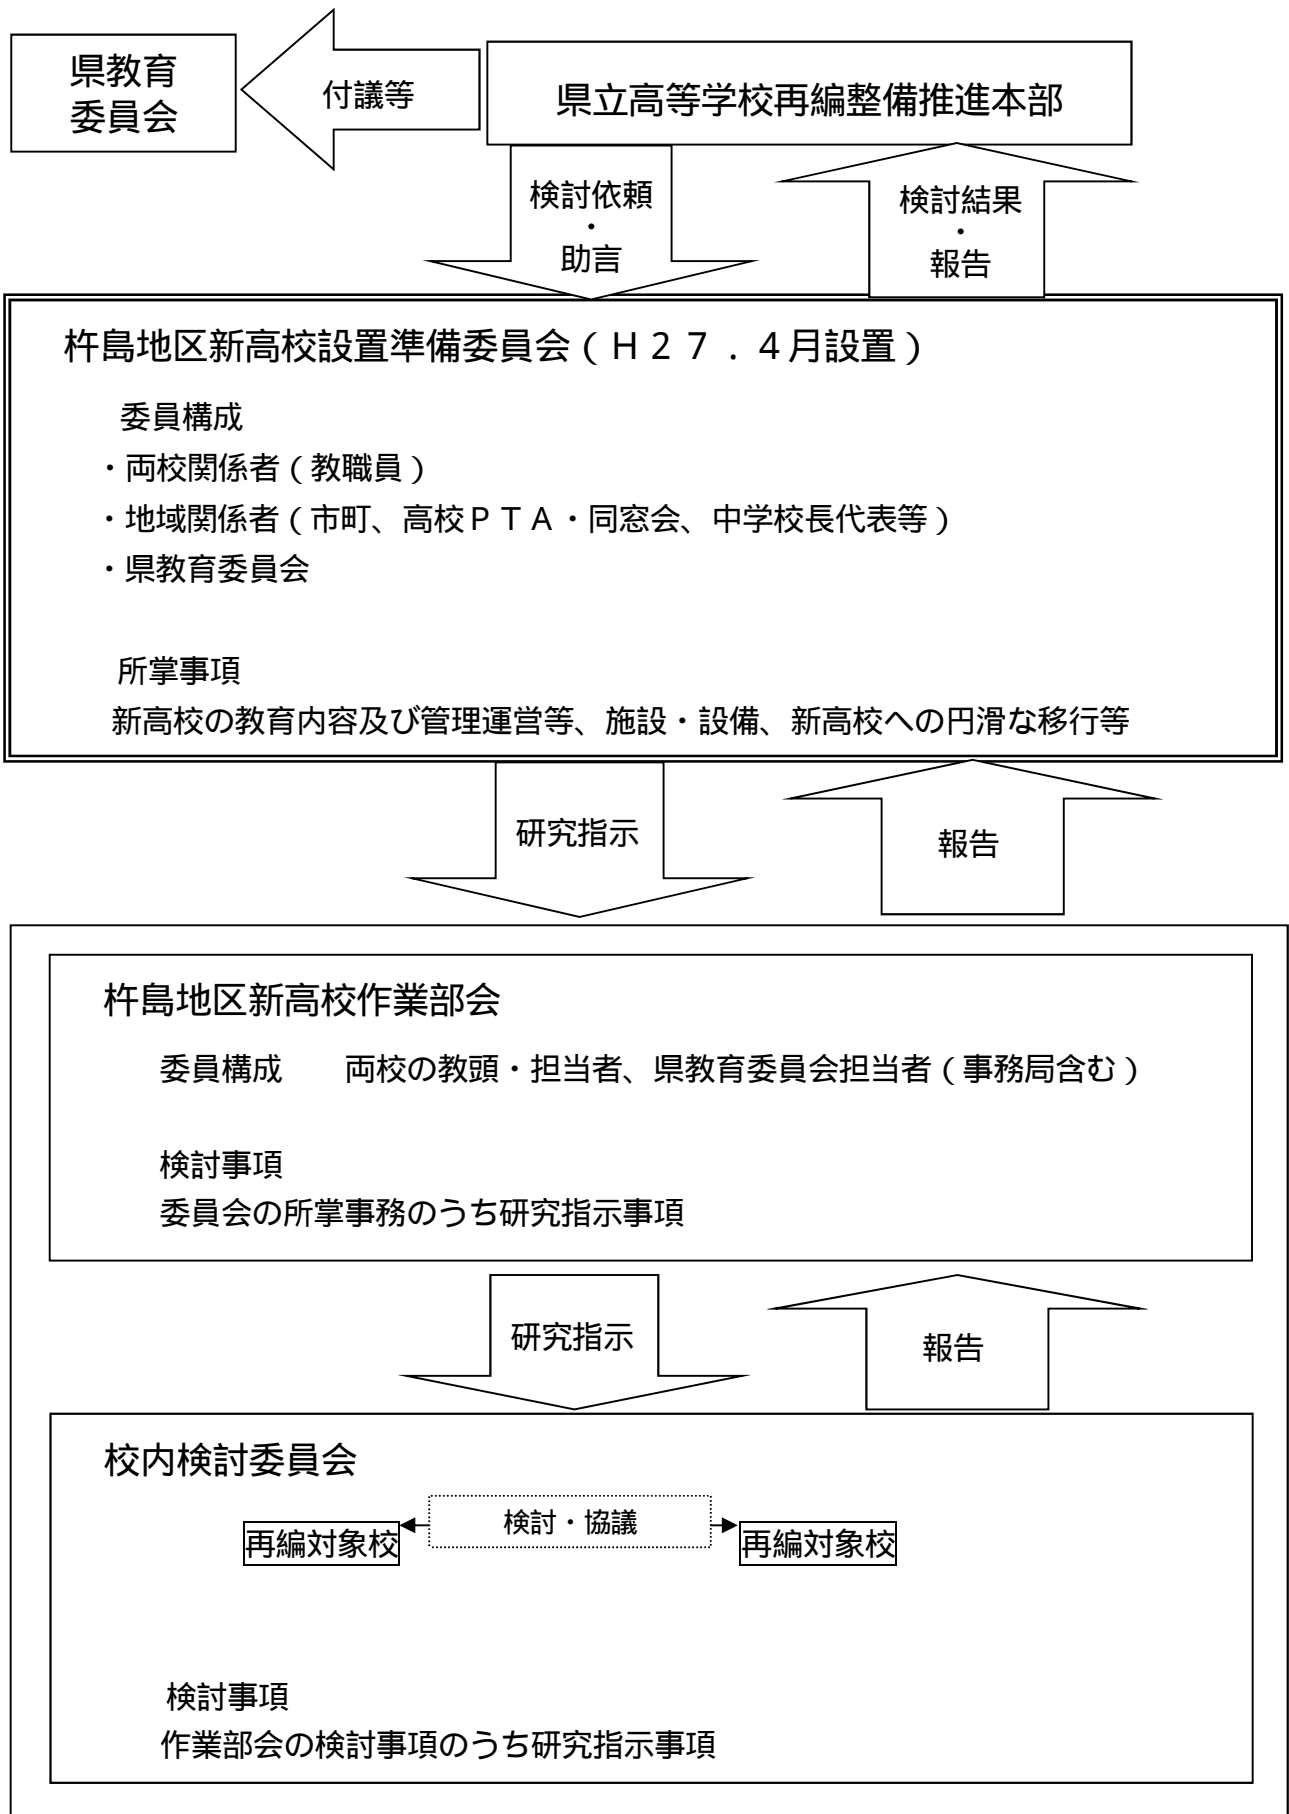 県教育
委員会
付議等
県立高等学校再編整備推進本部
検討依頼
・
助言
検討結果
・
報告
杵島地区新高校設置準備委員会（Ｈ２７．４月設置）
委員構成
・両校関係者（教職員）
・地域関係者（市町、高校ＰＴＡ・同窓会、中学校長代表等）
・県教育委員会
所掌事項
新高校の教育内容及び管理運営等、施設・設備、新高校への円滑な移行等
研究指示
報告
杵島地区新高校作業部会
委員構成　　両校の教頭・担当者、県教育委員会担当者（事務局含む）
検討事項
委員会の所掌事務のうち研究指示事項
研究指示
報告
校内検討委員会
再編対象校
検討・協議
再編対象校
検討事項
作業部会の検討事項のうち研究指示事項